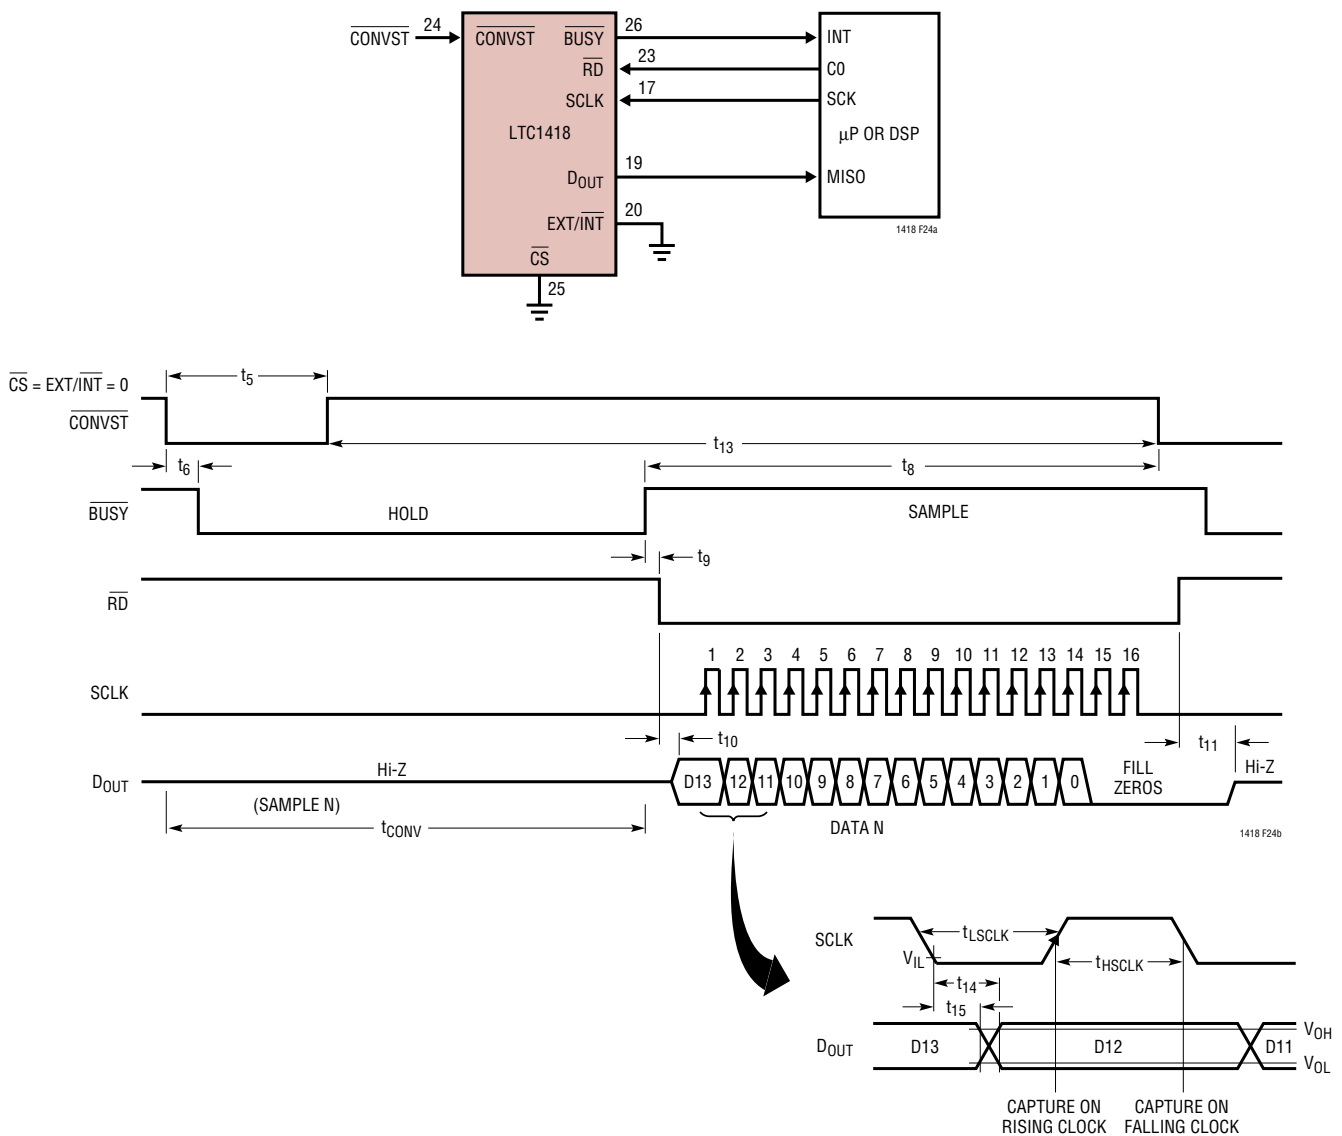 CONVST 24 CONVST BUSY 26 INT
RD 23 C0
SCLK 17 SCK
LTC1418 µP OR DSP
DOUT 19 MISO
EXT/INT 20
1418 F24a
CS
25
CS = EXT/INT = 0
t5
CONVST
t13
t6 t8
BUSY HOLD SAMPLE
t9
RD
1 2 3 4 5 6 7 8 9 10 11 12 13 14 15 16
SCLK
t10 t11
DOUT Hi-Z D13 12 11 10 9 8 7 6 5 4 3 2 1 0 FILL ZEROS Hi-Z
(SAMPLE N)
tCONV DATA N
1418 F24b
SCLK tLSCLK
VIL tHSCLK
t14
t15
VOH
DOUT D13 D12 D11
VOL
CAPTURE ON RISING CLOCK
CAPTURE ON FALLING CLOCK